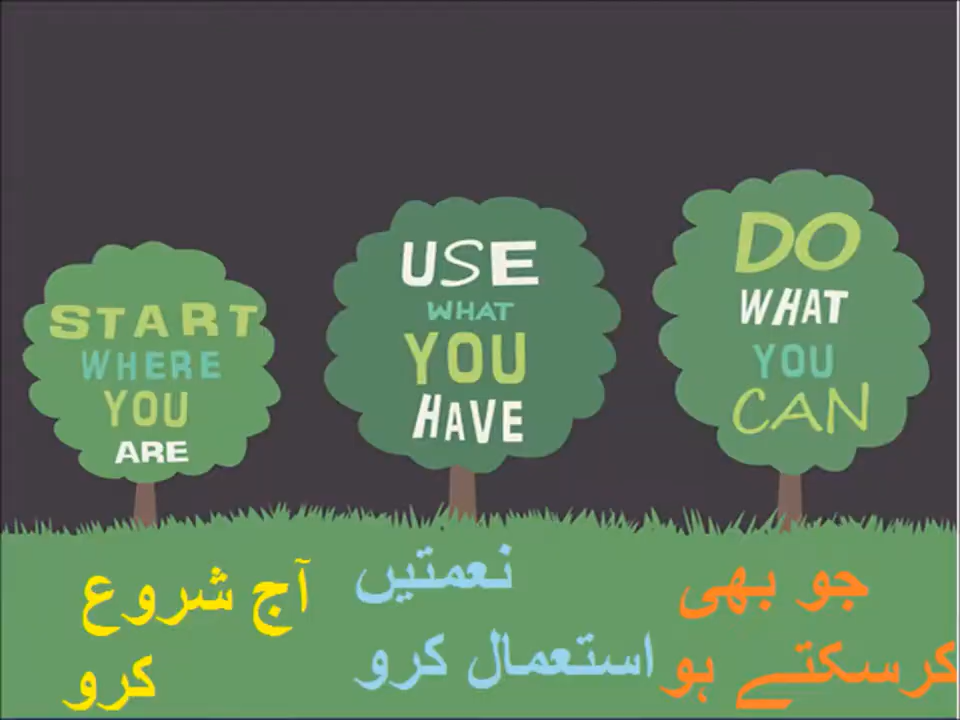 START
WHERE
YOU
ARE
USE
WHAT
YOU
HAVE
DO
WHAT
YOU
CAN
آج شروع
کرو
نعمتیں
استعمال کرو
جو بھی
کرسکتے ہو